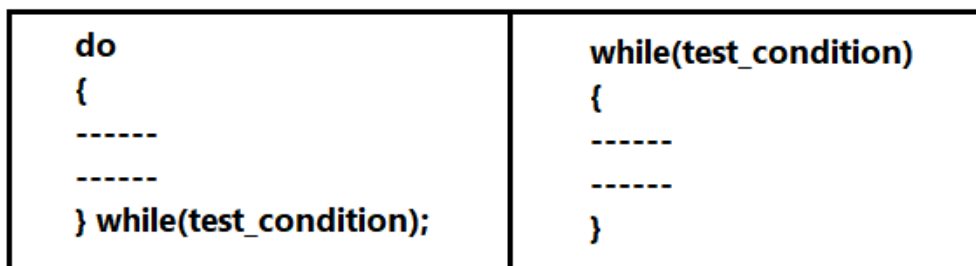 do
{
------
------
} while(test_condition);
while(test_condition)
{
------
------
}